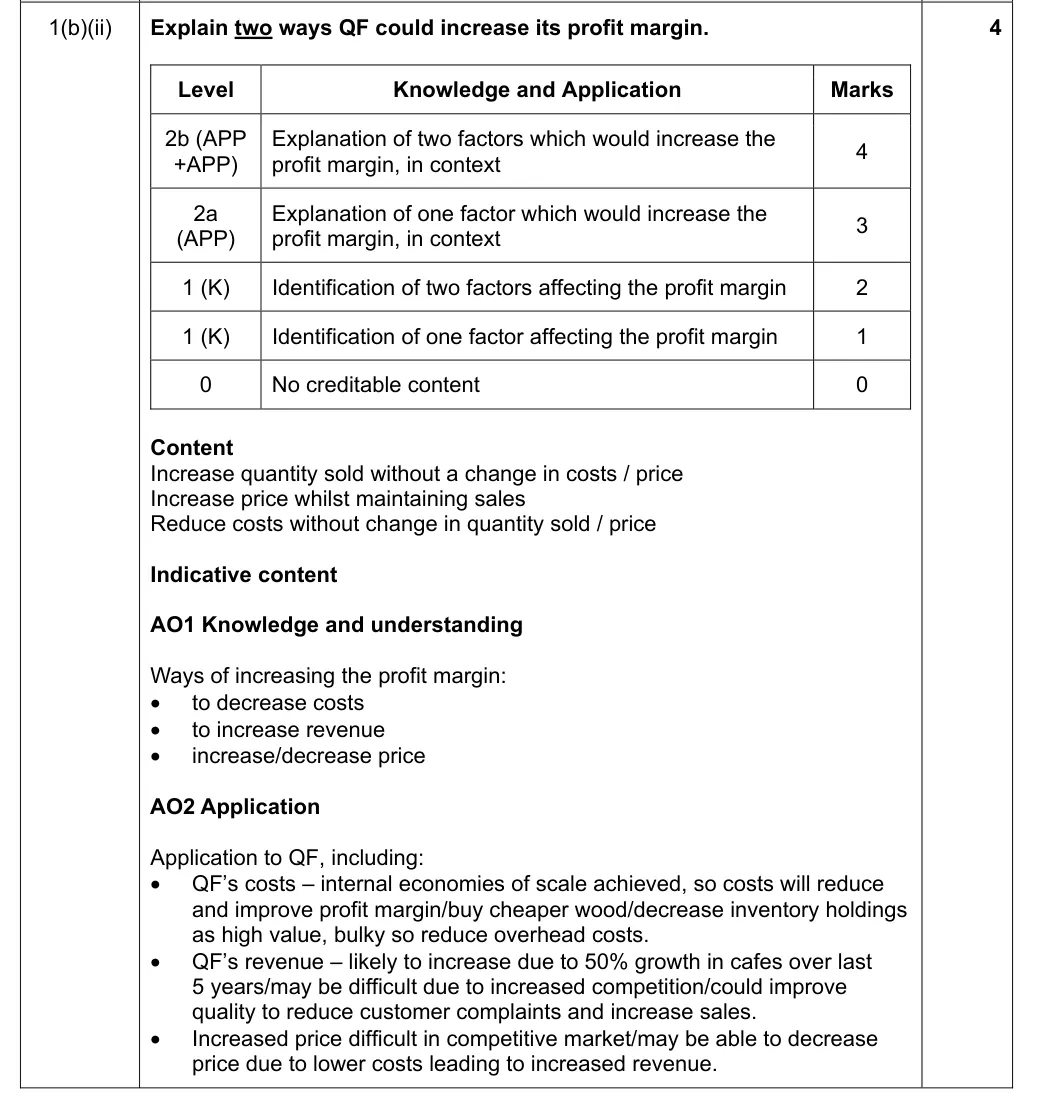 1(b)(ii) Explain two ways QF could increase its profit margin. 4
Level Knowledge and Application Marks
2b (APP
+APP)
Explanation of two factors which would increase the
profit margin, in context
4
2a
(APP)
Explanation of one factor which would increase the
profit margin, in context
3
1 (K) Identification of two factors affecting the profit margin 2
1 (K) Identification of one factor affecting the profit margin 1
0 No creditable content 0
Content
Increase quantity sold without a change in costs / price
Increase price whilst maintaining sales
Reduce costs without change in quantity sold / price
Indicative content
AO1 Knowledge and understanding
Ways of increasing the profit margin:
• to decrease costs
• to increase revenue
• increase/decrease price
AO2 Application
Application to QF, including:
• QF’s costs – internal economies of scale achieved, so costs will reduce
and improve profit margin/buy cheaper wood/decrease inventory holdings
as high value, bulky so reduce overhead costs.
• QF’s revenue – likely to increase due to 50% growth in cafes over last
5 years/may be difficult due to increased competition/could improve
quality to reduce customer complaints and increase sales.
• Increased price difficult in competitive market/may be able to decrease
price due to lower costs leading to increased revenue.